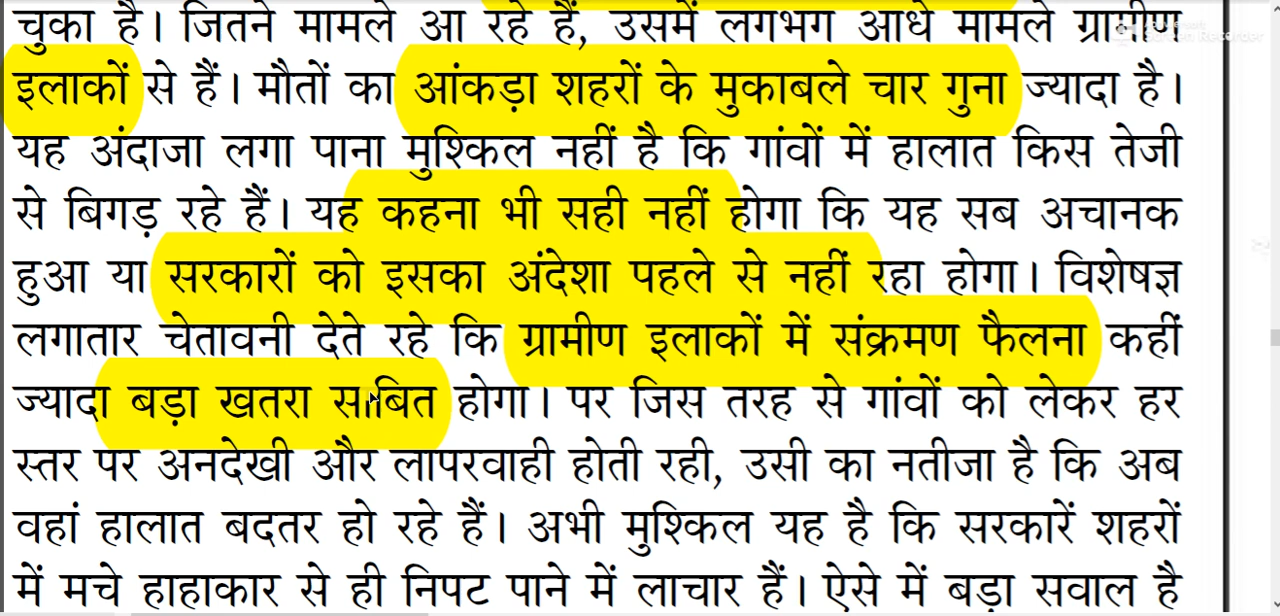 चुका है। जितने मामले आ रहे हैं, उसमें लगभग आधे मामले ग्रामीण
इलाकों से हैं। मौतों का आंकड़ा शहरों के मुकाबले चार गुना ज्यादा है।
यह अंदाजा लगा पाना मुश्किल नहीं है कि गांवों में हालात किस तेजी
से बिगड़ रहे हैं। यह कहना भी सही नहीं होगा कि यह सब अचानक
हुआ या सरकारों को इसका अंदेशा पहले से नहीं रहा होगा। विशेषज्ञ
लगातार चेतावनी देते रहे कि ग्रामीण इलाकों में संक्रमण फैलना कहीं
ज्यादा बड़ा खतरा साबित होगा। पर जिस तरह से गांवों को लेकर हर
स्तर पर अनदेखी और लापरवाही होती रही, उसी का नतीजा है कि अब
वहां हालात बदतर हो रहे हैं। अभी मुश्किल यह है कि सरकारें शहरों
में मचे हाहाकार से ही निपट पाने में लाचार हैं। ऐसे में बड़ा सवाल है
Screen Recorder